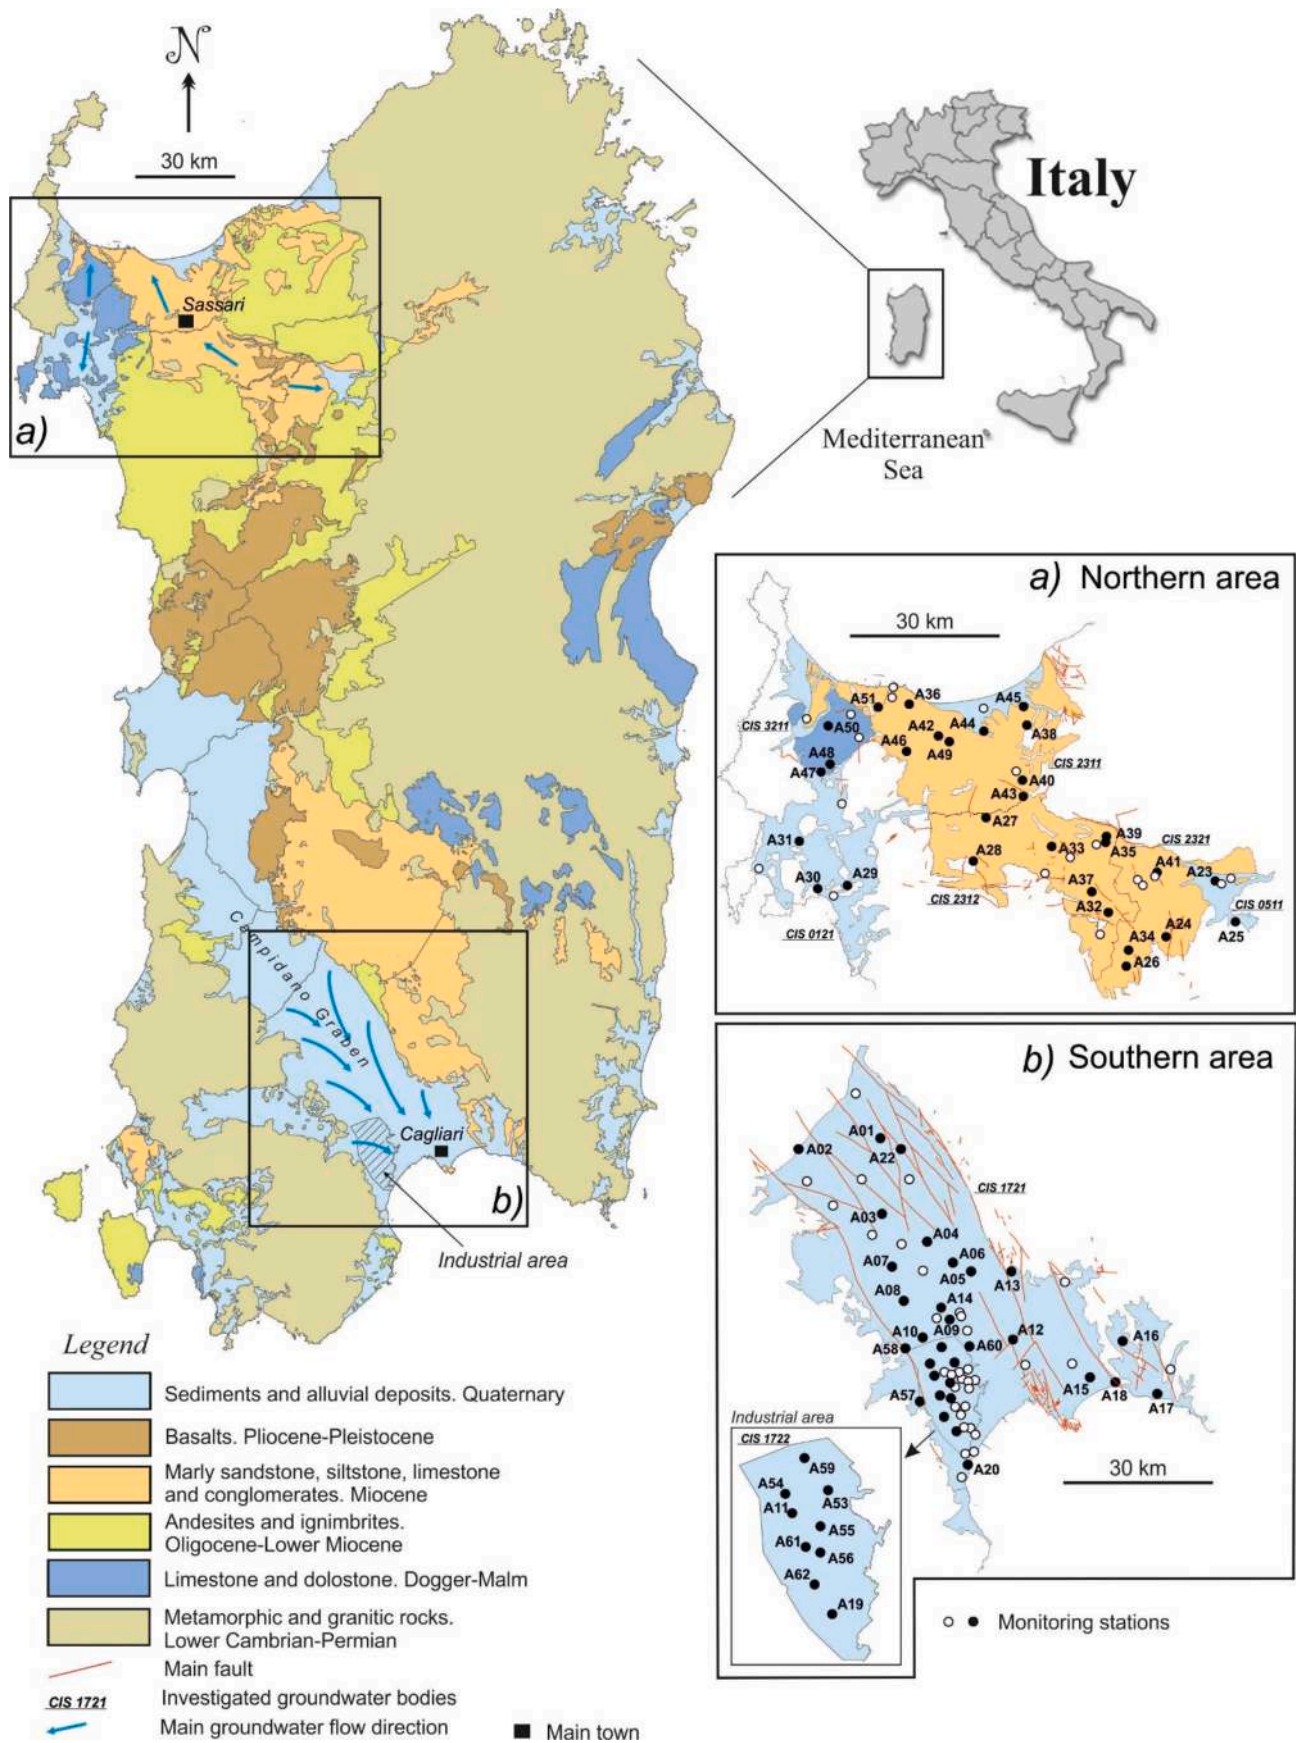 N
30 km
Sassari
a)
Italy
Mediterranean
Sea
Campidano Graben
Cagliari
b)
Industrial area
a) Northern area
30 km
A51
A36
A45
CIS 3211
A50
A42
A44
A38
A46
A49
A48
A47
CIS 2311
A40
A43
A27
A31
A39
CIS 2321
A33
A35
A28
A41
A23
A30
A29
A37
CIS 2312
A32
CIS 0511
CIS 0121
A34
A24
A25
A26
b) Southern area
A01
A02
A22
CIS 1721
A03
A04
A07
A06
A05
A13
A08
A14
A10
A09
A12
A16
A58
A60
A15
A18
A57
A17
Industrial area
CIS 1722
A20
30 km
A59
A54
A53
A11
A55
A61
A56
A62
A19
Monitoring stations
Legend
Sediments and alluvial deposits. Quaternary
Basalts. Pliocene-Pleistocene
Marly sandstone, siltstone, limestone
and conglomerates. Miocene
Andesites and ignimbrites.
Oligocene-Lower Miocene
Limestone and dolostone. Dogger-Malm
Metamorphic and granitic rocks.
Lower Cambrian-Permian
Main fault
CIS 1721 Investigated groundwater bodies
Main groundwater flow direction
Main town